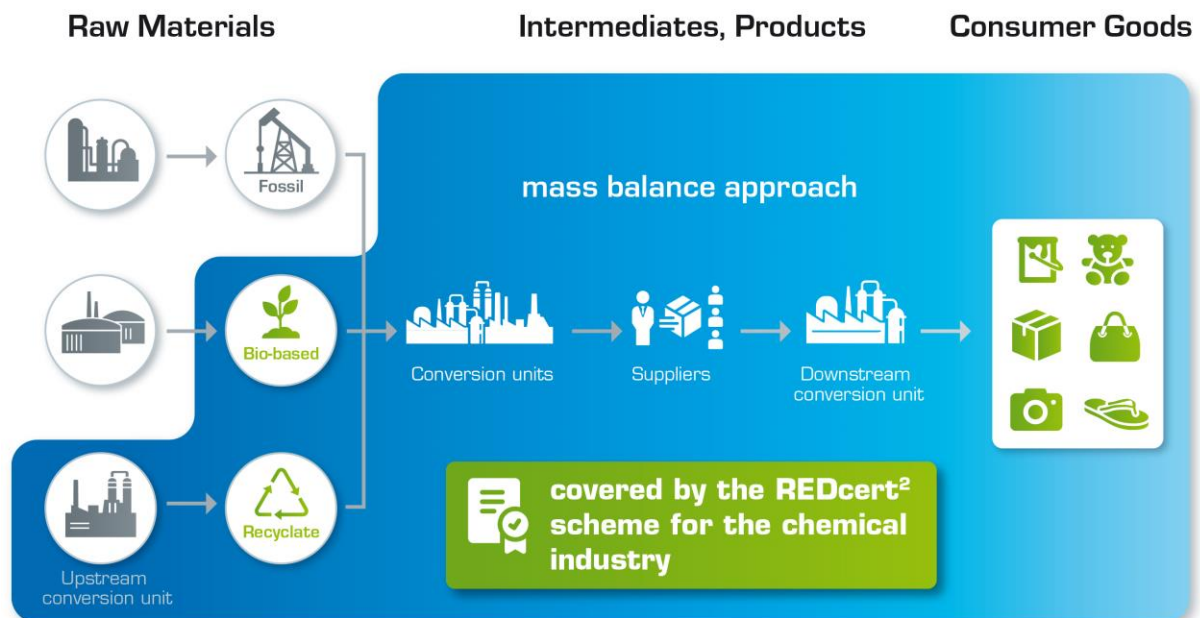 Raw Materials
Intermediates, Products
Consumer Goods
Fossil
mass balance approach
Bio-based
Conversion units
Suppliers
Downstream
conversion unit
Recyclate
Upstream
conversion unit
covered by the REDcert²
scheme for the chemical
industry